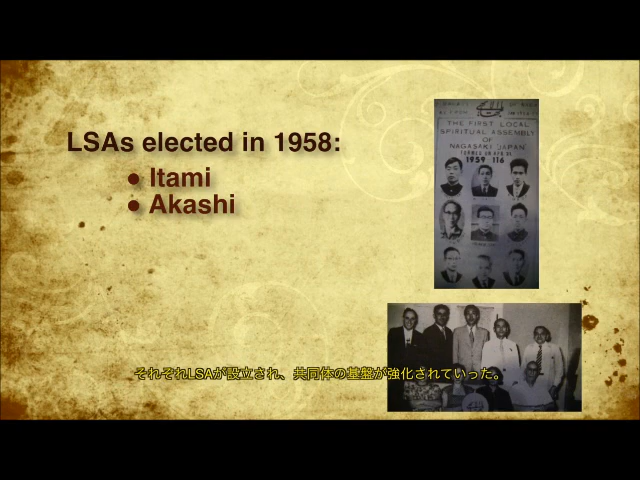 LSAs elected in 1958:
● Itami
● Akashi
THE FIRST LOCAL
SPIRITUAL ASSEMBLY
OF
NAGASAKI JAPAN
1959 116
それぞれLSAが設立され、共同体の基盤が強化されていった。